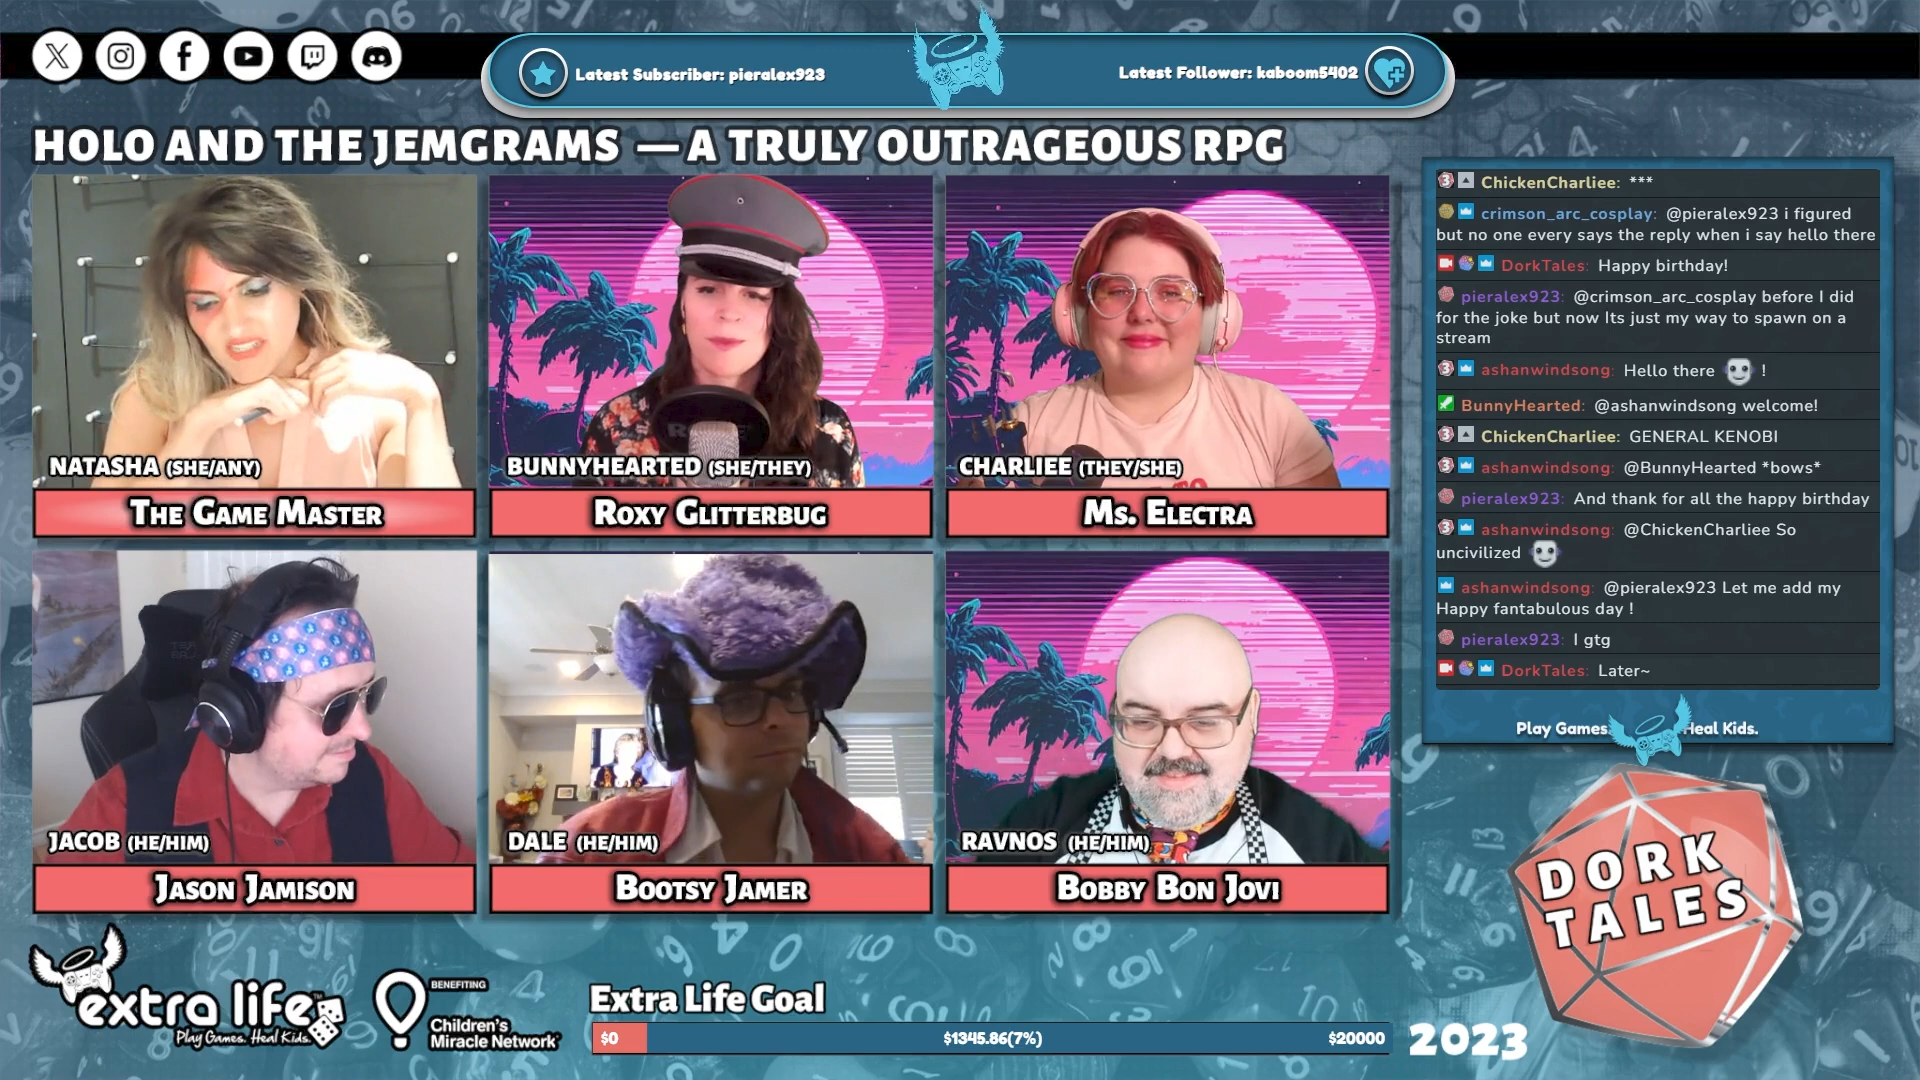 Latest Subscriber: pieralex923
Latest Follower: kaboom5402
HOLO AND THE JEMGRAMS — A TRULY OUTRAGEOUS RPG
NATASHA (SHE/ANY)
THE GAME MASTER
BUNNYHEARTED (SHE/THEY)
ROXY GLITTERBUG
CHARLIEE (THEY/SHE)
MS. ELECTRA
JACOB (HE/HIM)
JASON JAMISON
DALE (HE/HIM)
BOOTSY JAMER
RAVNOS (HE/HIM)
BOBBY BON JOVI
ChickenCharliee: ***
crimson_arc_cosplay: @pieralex923 i figured
but no one every says the reply when i say hello there
DorkTales: Happy birthday!
pieralex923: @crimson_arc_cosplay before I did
for the joke but now Its just my way to spawn on a
stream
ashanwindsong: Hello there !
BunnyHearted: @ashanwindsong welcome!
ChickenCharliee: GENERAL KENOBI
ashanwindsong: @BunnyHearted *bows*
pieralex923: And thank for all the happy birthday
ashanwindsong: @ChickenCharliee So
uncivilized
ashanwindsong: @pieralex923 Let me add my
Happy fantabulous day !
pieralex923: I gtg
DorkTales: Later~
Play Games. Heal Kids.
DORK
TALES
extra life
Play Games. Heal Kids.
BENEFITING
Children's
Miracle Network
Extra Life Goal
$0 $1345.86(7%) $20000
2023